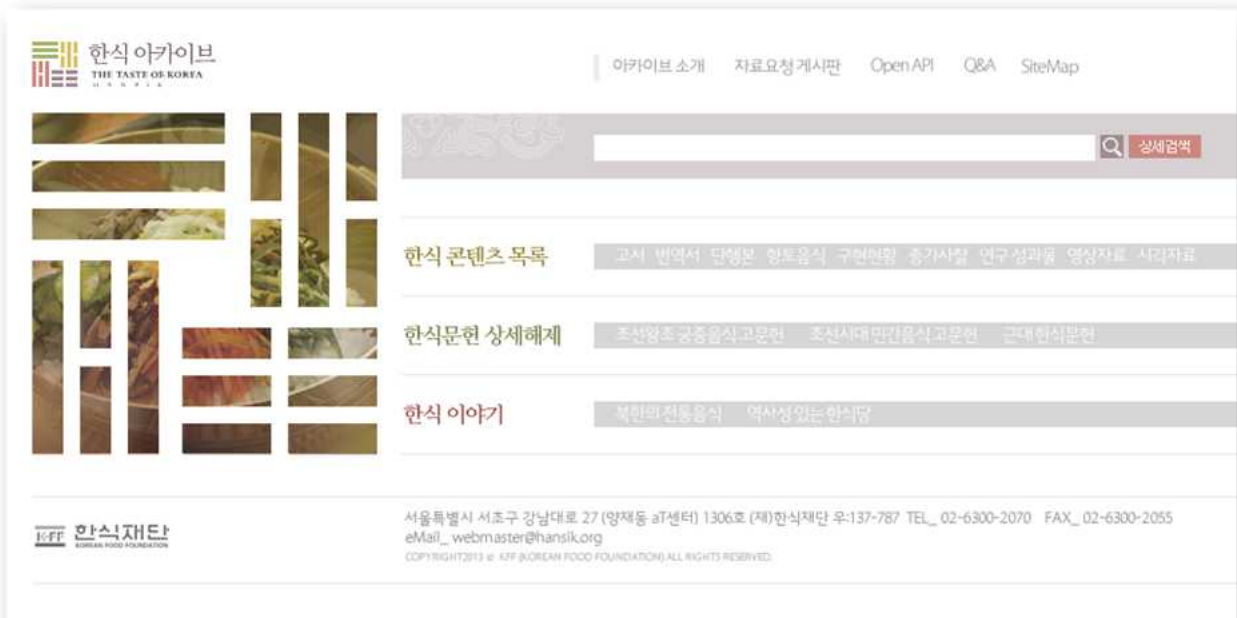 한식 아카이브
THE TASTE OF KOREA
HANSIK
아카이브 소개 자료요청 게시판 Open API Q&A SiteMap
상세검색
한식 콘텐츠 목록
고서 번역서 단행본 향토음식 구현현황 종가사찰 연구 성과물 영상자료 시각자료
한식문헌 상세해제
조선왕조 궁중음식 고문헌 조선시대 민간음식 고문헌 근대 한식문헌
한식 이야기
북한의 전통음식 역사성 있는 한식당
KFF 한식재단
KOREAN FOOD FOUNDATION
서울특별시 서초구 강남대로 27 (양재동 aT센터) 1306호 (재)한식재단 우:137-787 TEL_ 02-6300-2070 FAX_ 02-6300-2055
eMail_ webmaster@hansik.org
COPYRIGHT2013 © KFF (KOREAN FOOD FOUNDATION) ALL RIGHTS RESERVED.